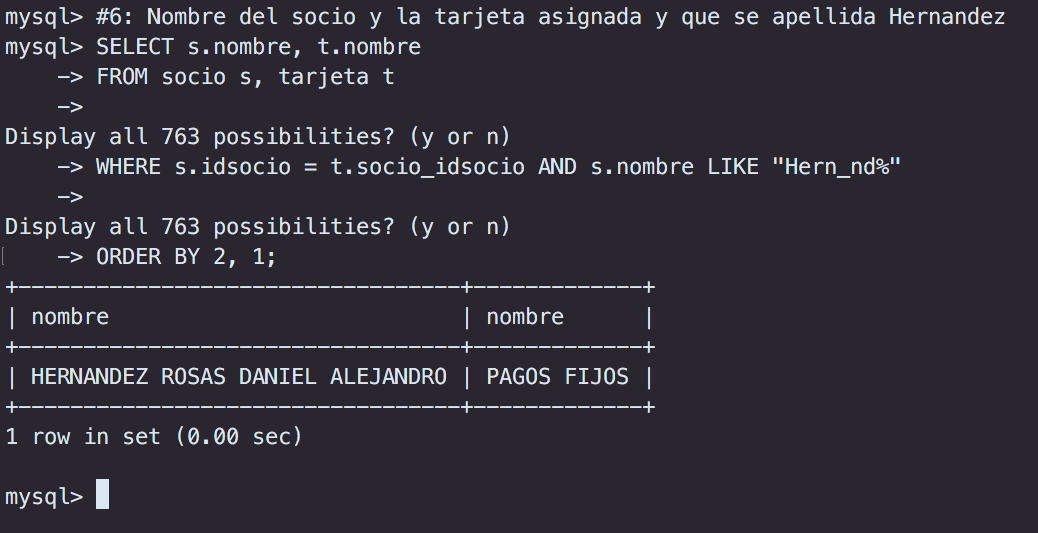 mysql> #6: Nombre del socio y la tarjeta asignada y que se apellida Hernandez
mysql> SELECT s.nombre, t.nombre
    -> FROM socio s, tarjeta t
    ->
Display all 763 possibilities? (y or n)
    -> WHERE s.idsocio = t.socio_idsocio AND s.nombre LIKE "Hern_nd%"
    ->
Display all 763 possibilities? (y or n)
    -> ORDER BY 2, 1;
+----------------------------------+-------------+
| nombre                           | nombre      |
+----------------------------------+-------------+
| HERNANDEZ ROSAS DANIEL ALEJANDRO | PAGOS FIJOS |
+----------------------------------+-------------+
1 row in set (0.00 sec)
mysql>